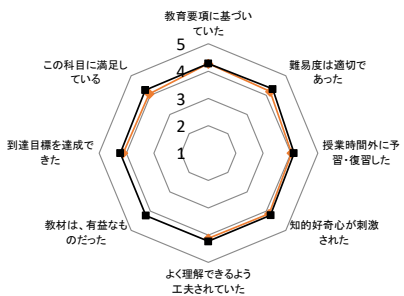 教育要項に基づい
ていた
難易度は適切で
あった
授業時間外に予
習・復習した
知的好奇心が刺激
された
よく理解できるよう
工夫されていた
教材は、有益なも
のだった
到達目標を達成で
きた
この科目に満足し
ている
5
4
3
2
1